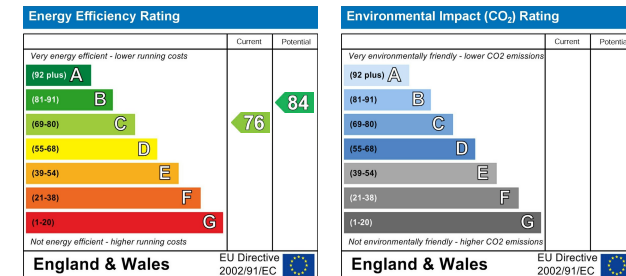 Energy Efficiency Rating
Current Potential
Very energy efficient - lower running costs
(92 plus) A
(81-91) B
84
(69-80) C
76
(55-68) D
(39-54) E
(21-38) F
(1-20) G
Not energy efficient - higher running costs
England & Wales
EU Directive
2002/91/EC
Environmental Impact (CO₂) Rating
Current Potential
Very environmentally friendly - lower CO2 emissions
(92 plus) A
(81-91) B
(69-80) C
(55-68) D
(39-54) E
(21-38) F
(1-20) G
Not environmentally friendly - higher CO2 emissions
England & Wales
EU Directive
2002/91/EC